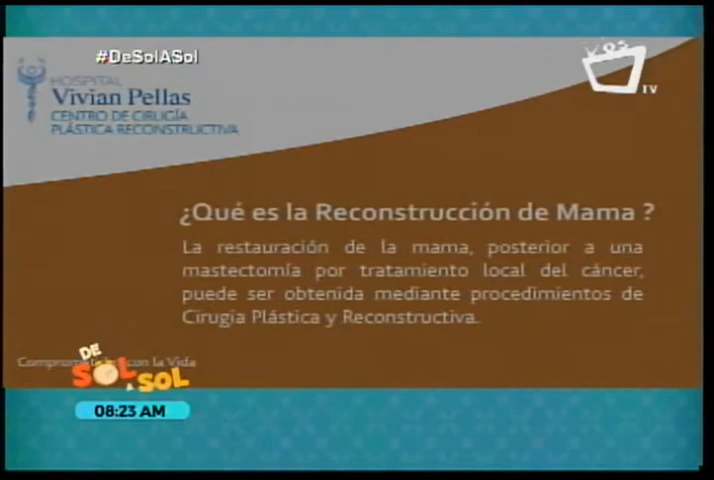 #DeSolASol
VOS
TV
HOSPITAL
Vivian Pellas
CENTRO DE CIRUGÍA
PLÁSTICA RECONSTRUCTIVA
¿Qué es la Reconstrucción de Mama ?
La restauración de la mama, posterior a una
mastectomía por tratamiento local del cáncer,
puede ser obtenida mediante procedimientos de
Cirugía Plástica y Reconstructiva.
con la Vida
DE
SOL
A SOL
08:23 AM